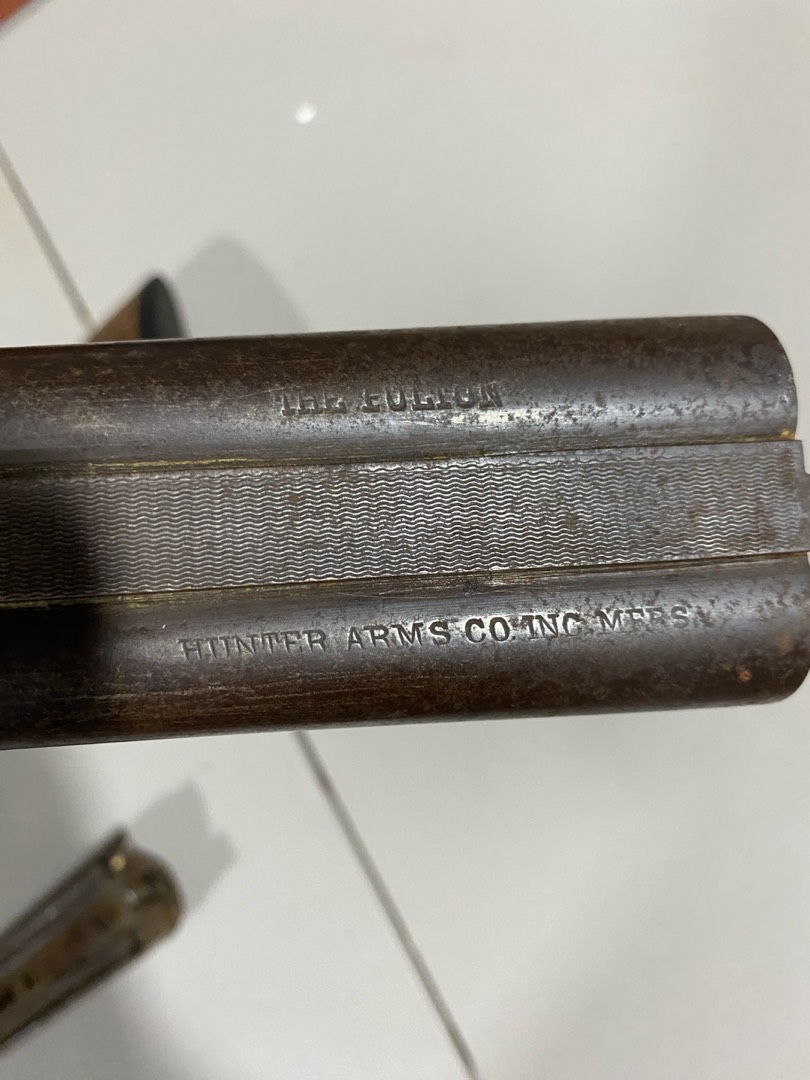 THE FULTON
HUNTER ARMS CO. INC. MFRS.